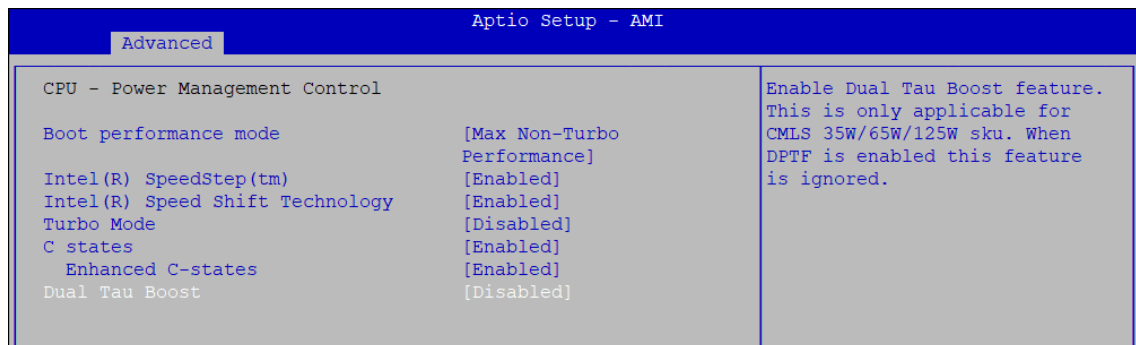 Aptio Setup - AMI
Advanced
CPU - Power Management Control
Boot performance mode [Max Non-Turbo
Performance]
Intel(R) SpeedStep(tm) [Enabled]
Intel(R) Speed Shift Technology [Enabled]
Turbo Mode [Disabled]
C states [Enabled]
Enhanced C-states [Enabled]
Dual Tau Boost [Disabled]
Enable Dual Tau Boost feature.
This is only applicable for
CMLS 35W/65W/125W sku. When
DPTF is enabled this feature
is ignored.